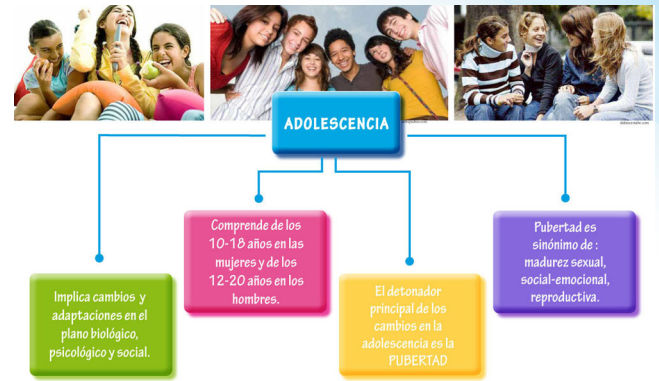 ADOLESCENCIA
Implica cambios y
adaptaciones en el
plano biológico,
psicológico y social.
Comprende de los
10-18 años en las
mujeres y de los
12-20 años en los
hombres.
El detonador
principal de los
cambios en la
adolescencia es la
PUBERTAD
Pubertad es
sinónimo de :
madurez sexual,
social-emocional,
reproductiva.